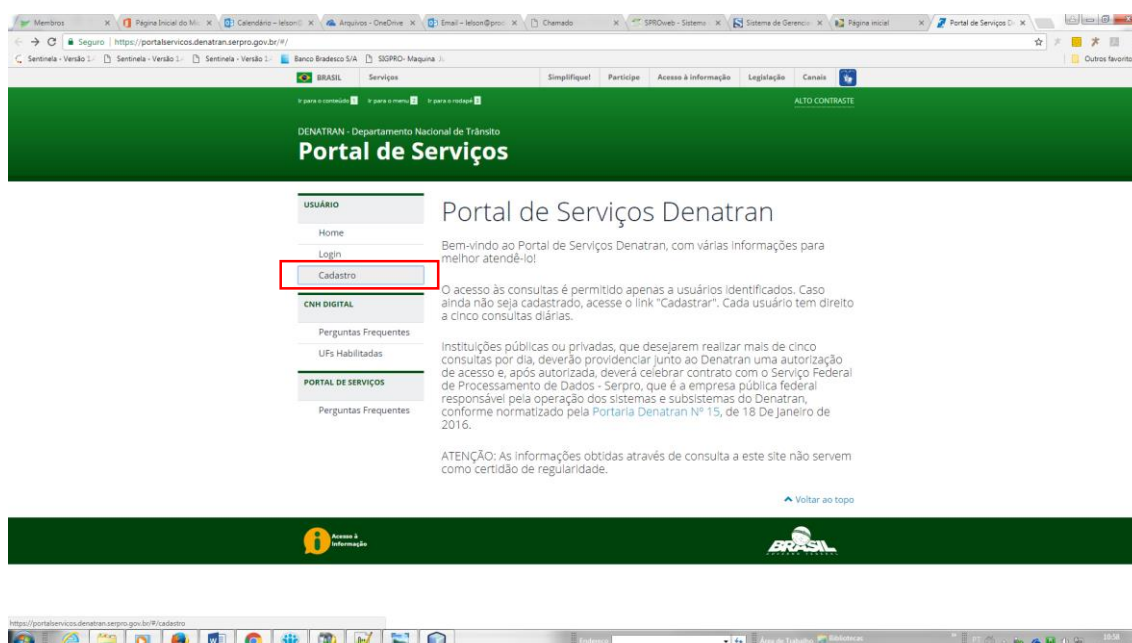 Membros
Página Inicial do Mi
Calendário – lelson
Arquivos - OneDrive
Email – lelson@proc
Chamado
SPROweb - Sistema
Sistema de Gerenci
Página inicial
Portal de Serviços D
Seguro | https://portalservicos.denatran.serpro.gov.br/#/
Sentinela - Versão 1.
Sentinela - Versão 1.
Sentinela - Versão 1.
Banco Bradesco S/A
SIGPRO- Maquina
Outros favorito
BRASIL
Serviços
Simplifique!
Participe
Acesso à informação
Legislação
Canais
Ir para o conteúdo 1
Ir para o menu 2
Ir para o rodapé 3
ALTO CONTRASTE
DENATRAN - Departamento Nacional de Trânsito
Portal de Serviços
USUÁRIO
Home
Login
Cadastro
CNH DIGITAL
Perguntas Frequentes
UFs Habilitadas
PORTAL DE SERVIÇOS
Perguntas Frequentes
Portal de Serviços Denatran
Bem-vindo ao Portal de Serviços Denatran, com várias informações para
melhor atendê-lo!
O acesso às consultas é permitido apenas a usuários identificados. Caso
ainda não seja cadastrado, acesse o link "Cadastrar". Cada usuário tem direito
a cinco consultas diárias.
Instituições públicas ou privadas, que desejarem realizar mais de cinco
consultas por dia, deverão providenciar junto ao Denatran uma autorização
de acesso e, após autorizada, deverá celebrar contrato com o Serviço Federal
de Processamento de Dados - Serpro, que é a empresa pública federal
responsável pela operação dos sistemas e subsistemas do Denatran,
conforme normatizado pela Portaria Denatran Nº 15, de 18 De Janeiro de
2016.
ATENÇÃO: As informações obtidas através de consulta a este site não servem
como certidão de regularidade.
Voltar ao topo
Acesso à
Informação
BRASIL
https://portalservicos.denatran.serpro.gov.br/#/cadastro
Endereço
Área de Trabalho
Bibliotecas
10:58